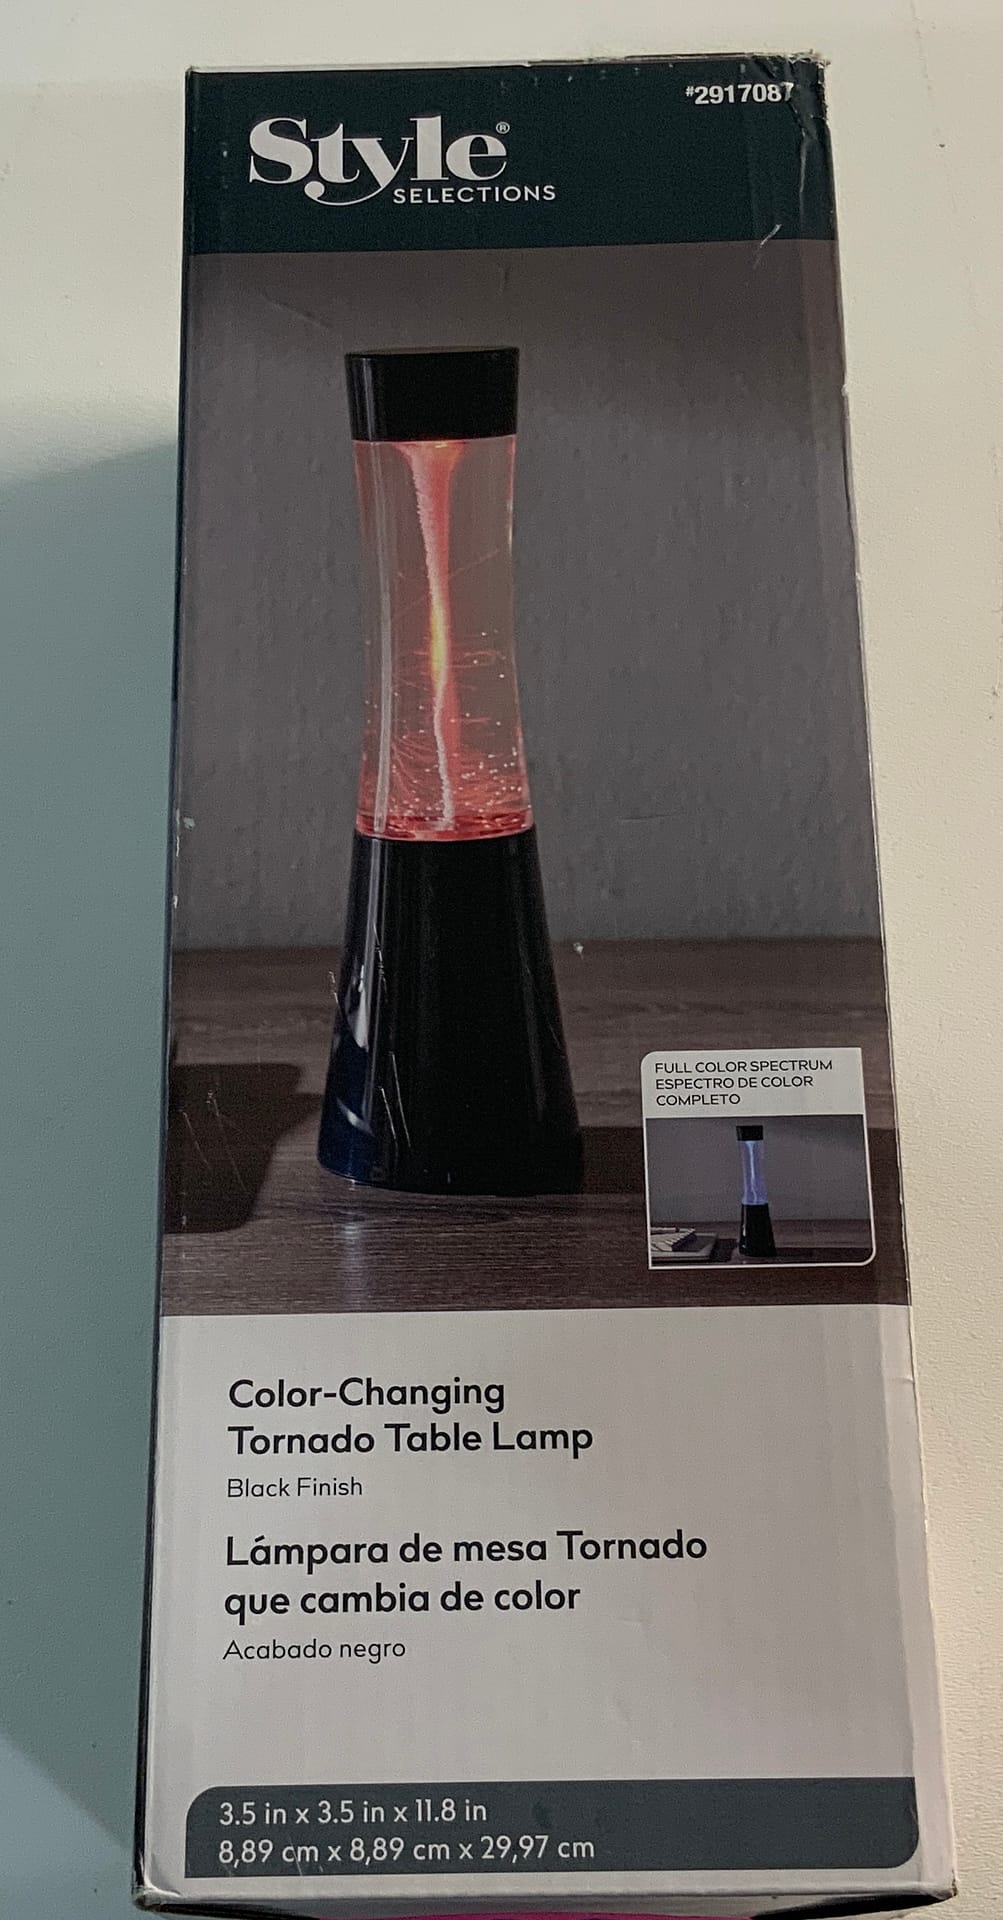 #2917087
Style®
SELECTIONS
FULL COLOR SPECTRUM
ESPECTRO DE COLOR
COMPLETO
Color-Changing
Tornado Table Lamp
Black Finish
Lámpara de mesa Tornado
que cambia de color
Acabado negro
3.5 in x 3.5 in x 11.8 in
8,89 cm x 8,89 cm x 29,97 cm